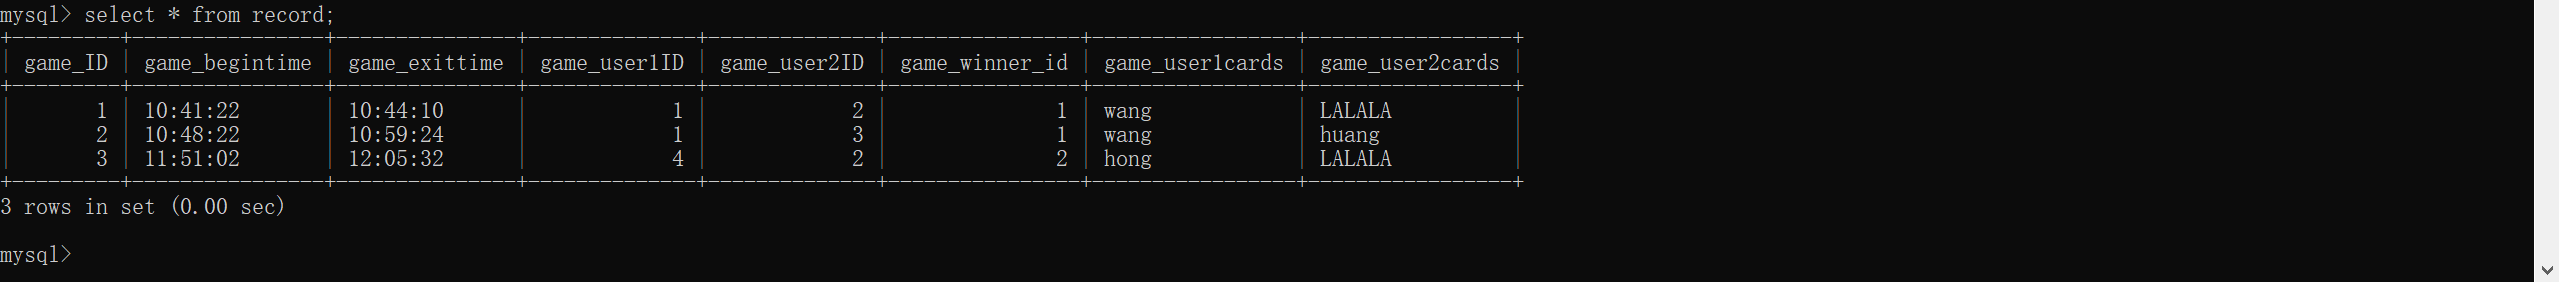 mysql> select * from record;
+---------+----------------+---------------+--------------+--------------+----------------+-----------------+-----------------+
| game_ID | game_begintime | game_exittime | game_user1ID | game_user2ID | game_winner_id | game_user1cards | game_user2cards |
+---------+----------------+---------------+--------------+--------------+----------------+-----------------+-----------------+
|       1 | 10:41:22       | 10:44:10      |            1 |            2 |              1 | wang            | LALALA          |
|       2 | 10:48:22       | 10:59:24      |            1 |            3 |              1 | wang            | huang           |
|       3 | 11:51:02       | 12:05:32      |            4 |            2 |              2 | hong            | LALALA          |
+---------+----------------+---------------+--------------+--------------+----------------+-----------------+-----------------+
3 rows in set (0.00 sec)
mysql>